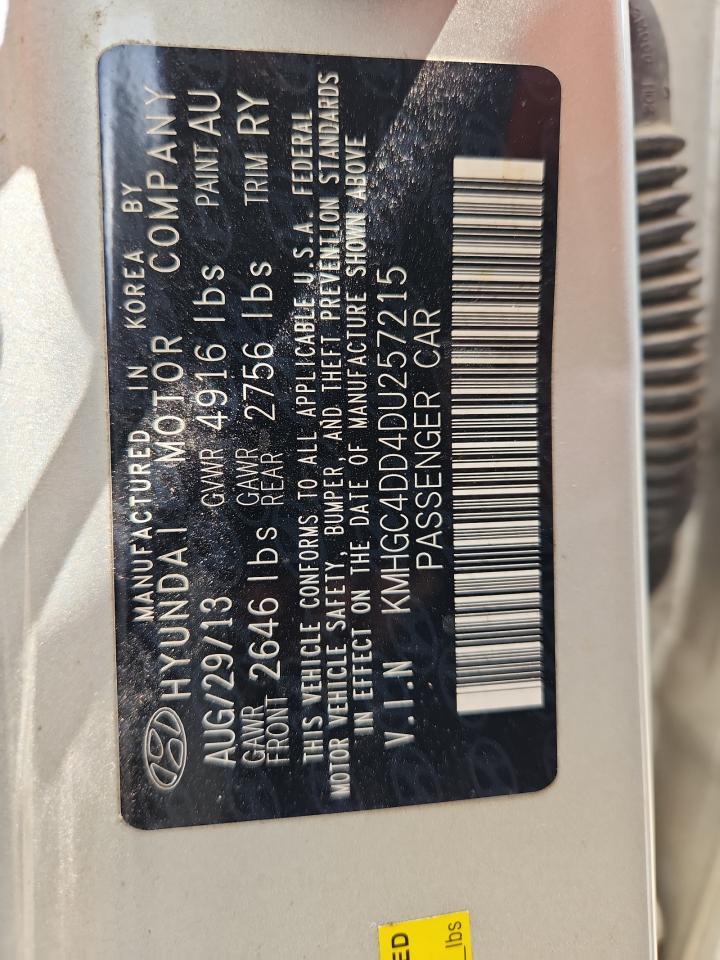 MANUFACTURED IN KOREA BY
HYUNDAI MOTOR COMPANY
AUG/29/13 GVWR 4916 lbs PAINT AU
GAWR FRONT 2646 lbs GAWR REAR 2756 lbs TRIM RY
THIS VEHICLE CONFORMS TO ALL APPLICABLE U.S.A. FEDERAL
MOTOR VEHICLE SAFETY, BUMPER, AND THEFT PREVENTION STANDARDS
IN EFFECT ON THE DATE OF MANUFACTURE SHOWN ABOVE
V.I.N KMHGC4DD4DU257215
PASSENGER CAR
ED
lbs